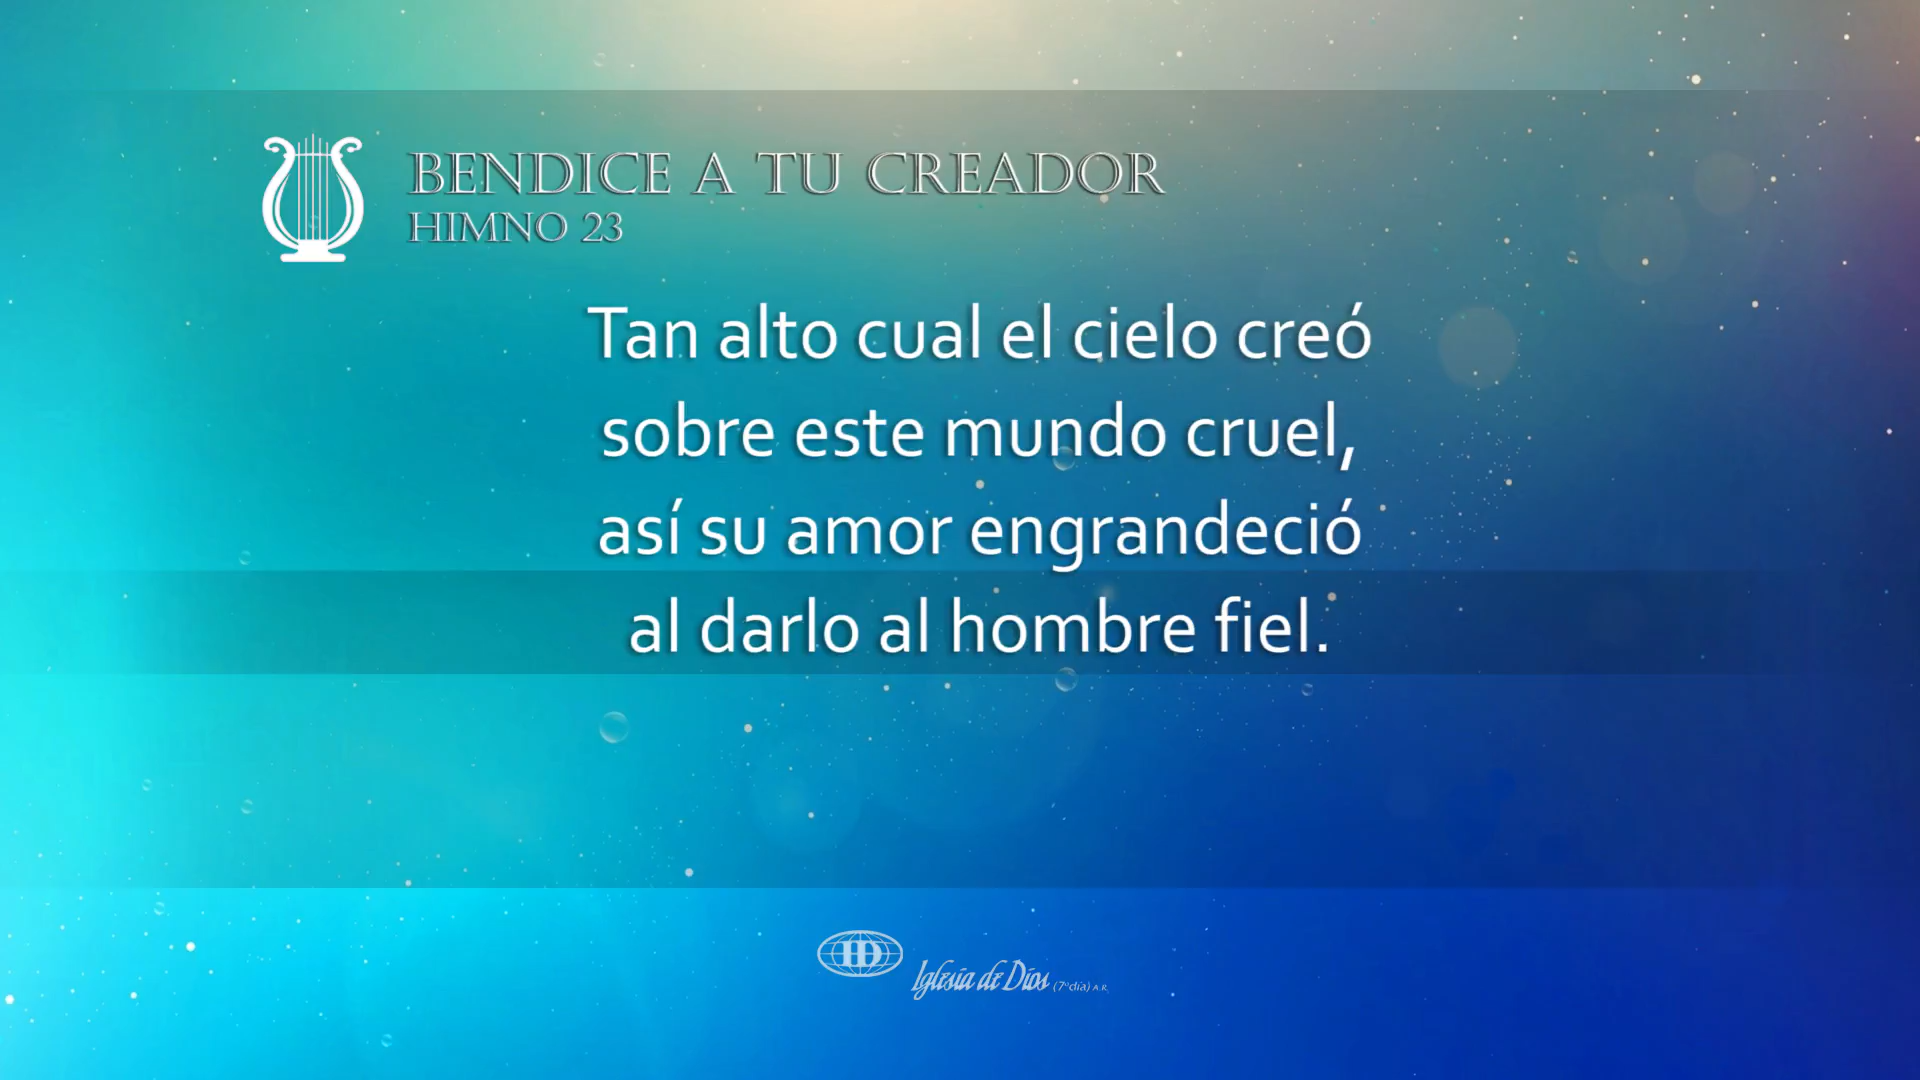 BENDICE A TU CREADOR
HIMNO 23
Tan alto cual el cielo creó
sobre este mundo cruel,
así su amor engrandeció
al darlo al hombre fiel.
ID Iglesia de Dios (7º día) A.R.